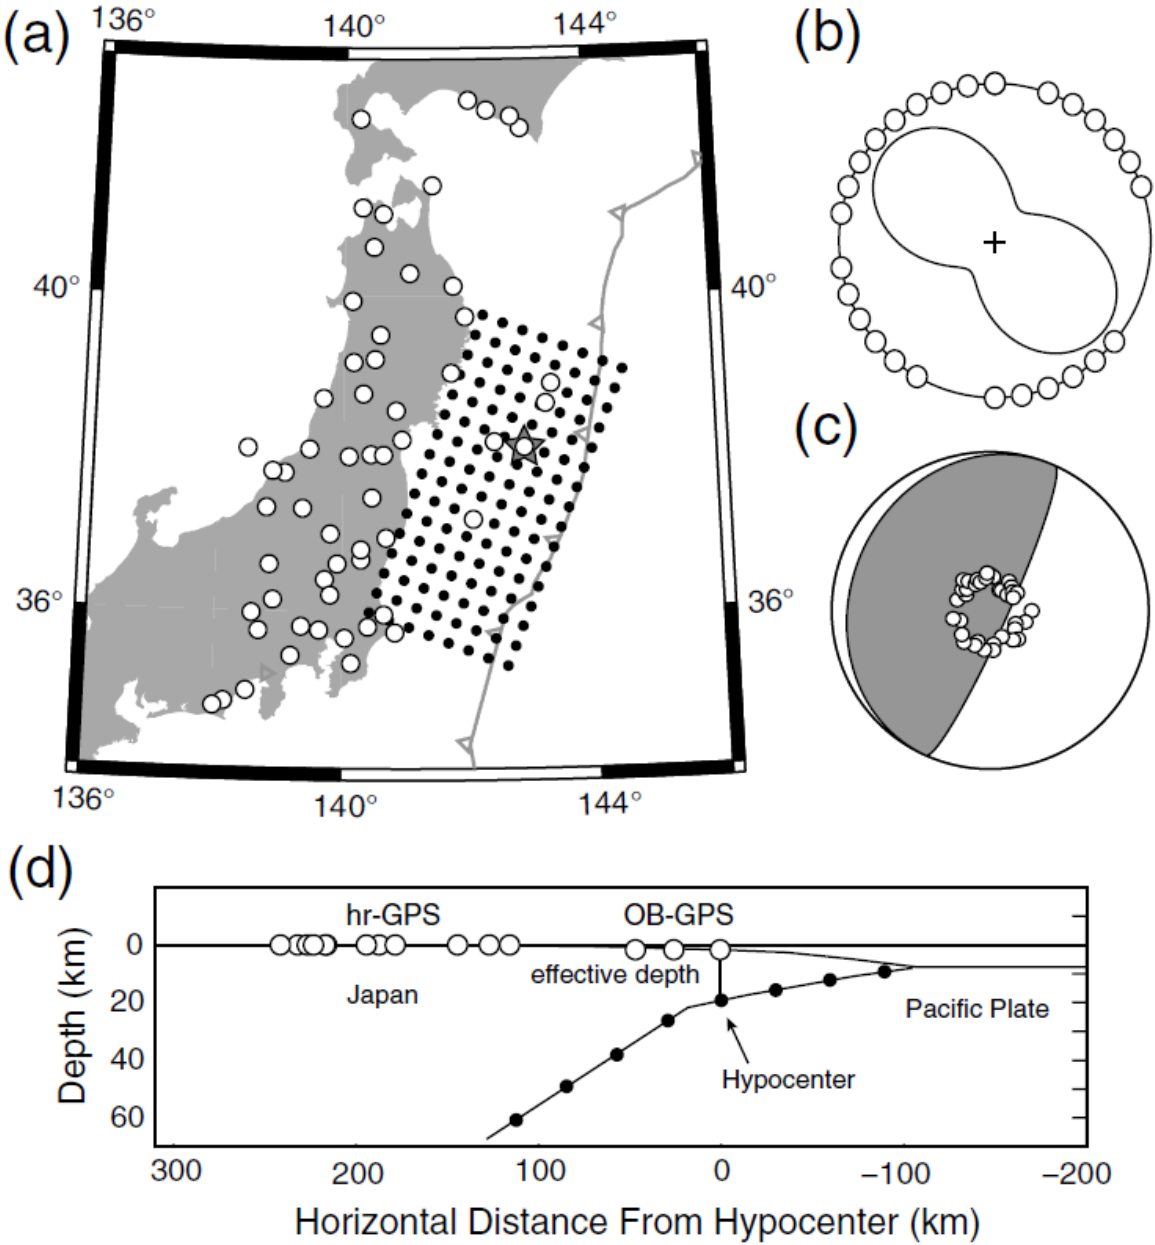 (a)
136°
140°
144°
40°
40°
36°
36°
136°
140°
144°
(b)
(c)
(d)
hr-GPS
OB-GPS
0
effective depth
Japan
20
Pacific Plate
40
Hypocenter
60
Depth (km)
300
200
100
0
−100
−200
Horizontal Distance From Hypocenter (km)